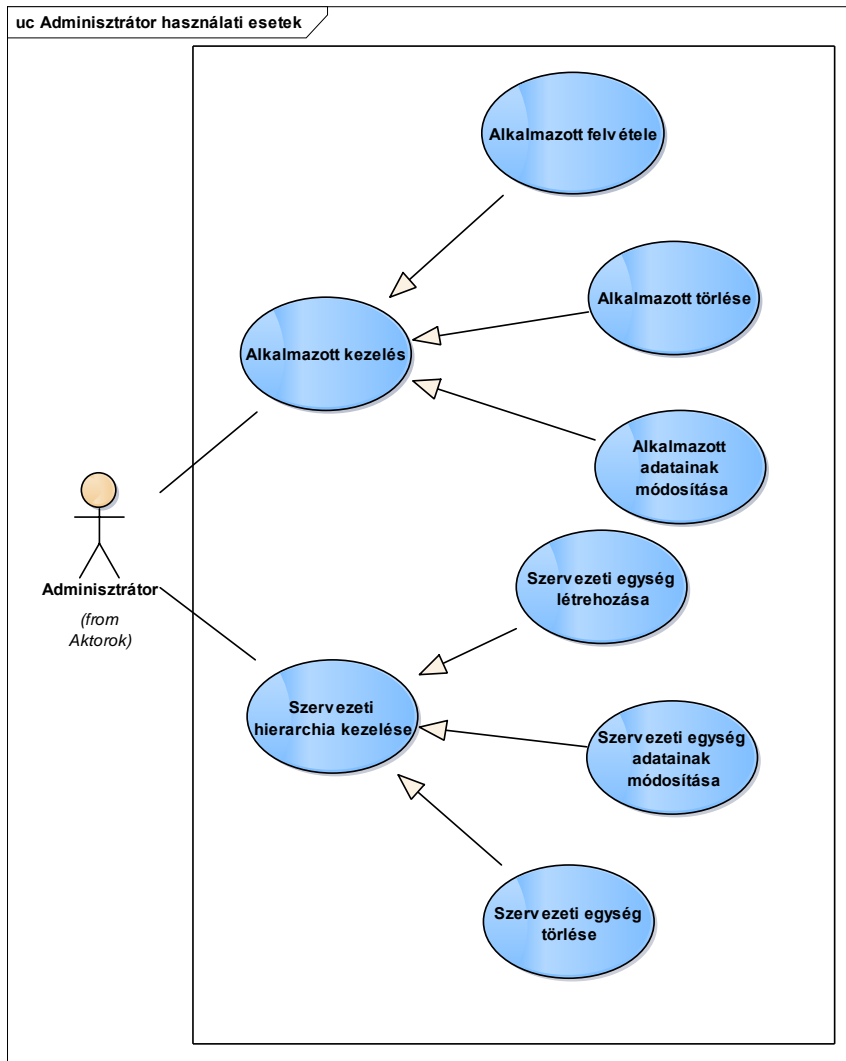 uc Adminisztrátor használati esetek
Alkalmazott felvétele
Alkalmazott törlése
Alkalmazott kezelés
Alkalmazott
adatainak
módosítása
Adminisztrátor
(from
Aktorok)
Szervezeti egység
létrehozása
Szervezeti
hierarchia kezelése
Szervezeti egység
adatainak
módosítása
Szervezeti egység
törlése